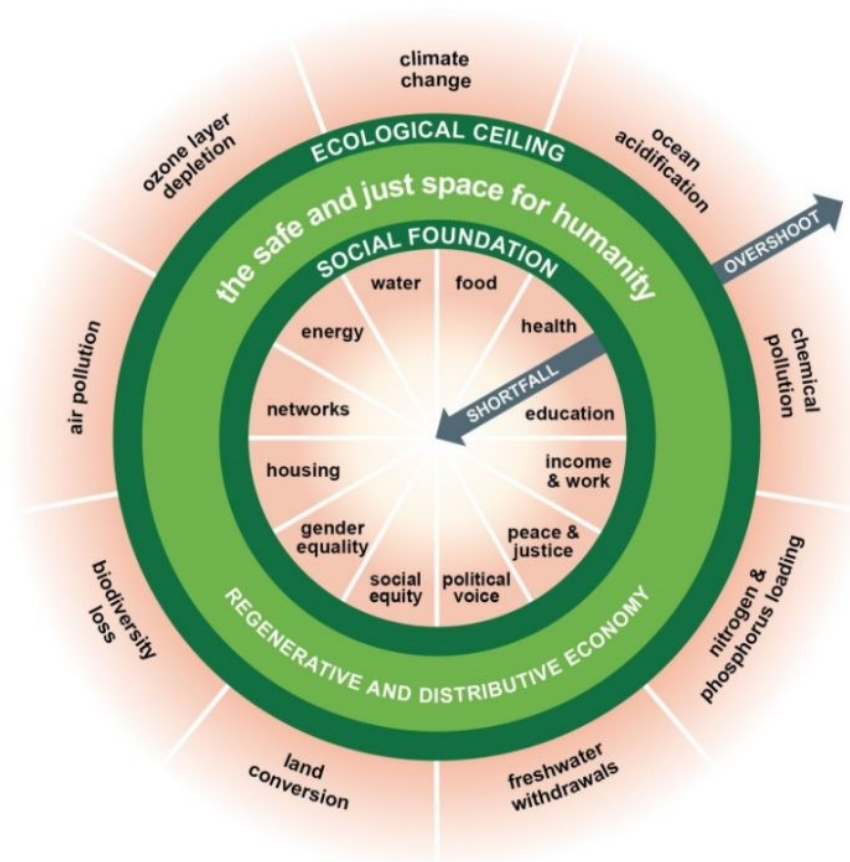 climate
change
ocean
acidification
chemical
pollution
nitrogen &
phosphorus loading
freshwater
withdrawals
land
conversion
biodiversity
loss
air pollution
ozone layer
depletion
ECOLOGICAL CEILING
the safe and just space for humanity
SOCIAL FOUNDATION
OVERSHOOT
SHORTFALL
water
food
health
education
income
& work
peace &
justice
political
voice
social
equity
gender
equality
housing
networks
energy
REGENERATIVE AND DISTRIBUTIVE ECONOMY